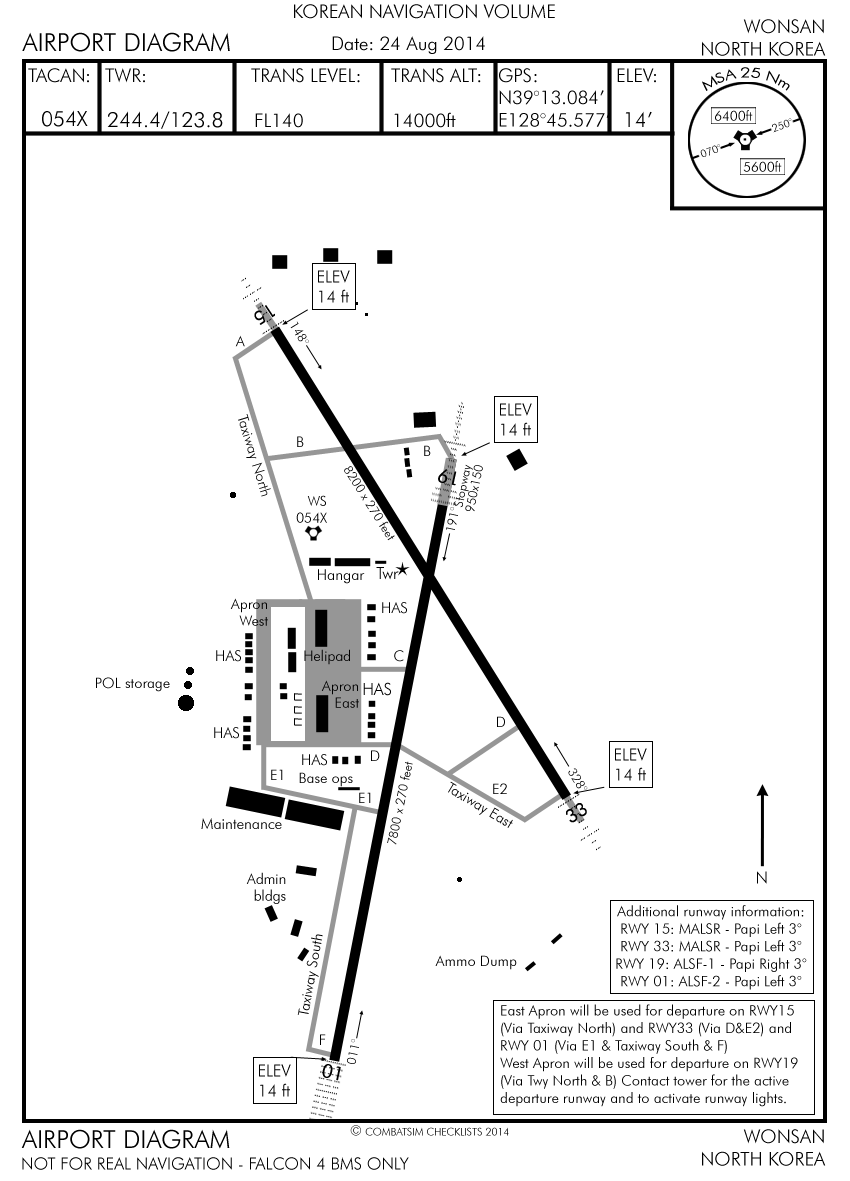 KOREAN NAVIGATION VOLUME
AIRPORT DIAGRAM
Date: 24 Aug 2014
WONSAN
NORTH KOREA
TACAN:
054X
TWR:
244.4/123.8
TRANS LEVEL:
FL140
TRANS ALT:
14000ft
GPS:
N39°13.084’
E128°45.577’
ELEV:
14’
MSA 25 Nm
6400ft
250°
070°
5600ft
ELEV
14 ft
15
148°
A
Taxiway North
ELEV
14 ft
B
B
19
Stopway
950x150
191°
8200 x 270 feet
WS
054X
Hangar
Twr
Apron
West
HAS
HAS
Helipad
C
POL storage
Apron
East
HAS
HAS
D
D
HAS
Base ops
E1
E1
E2
Taxiway East
ELEV
14 ft
328°
33
7800 x 270 feet
Maintenance
N
Admin
bldgs
Taxiway South
Ammo Dump
F
011°
01
ELEV
14 ft
Additional runway information:
RWY 15: MALSR - Papi Left 3°
RWY 33: MALSR - Papi Left 3°
RWY 19: ALSF-1 - Papi Right 3°
RWY 01: ALSF-2 - Papi Left 3°
East Apron will be used for departure on RWY15
(Via Taxiway North) and RWY33 (Via D&E2) and
RWY 01 (Via E1 & Taxiway South & F)
West Apron will be used for departure on RWY19
(Via Twy North & B) Contact tower for the active
departure runway and to activate runway lights.
© COMBATSIM CHECKLISTS 2014
AIRPORT DIAGRAM
NOT FOR REAL NAVIGATION - FALCON 4 BMS ONLY
WONSAN
NORTH KOREA